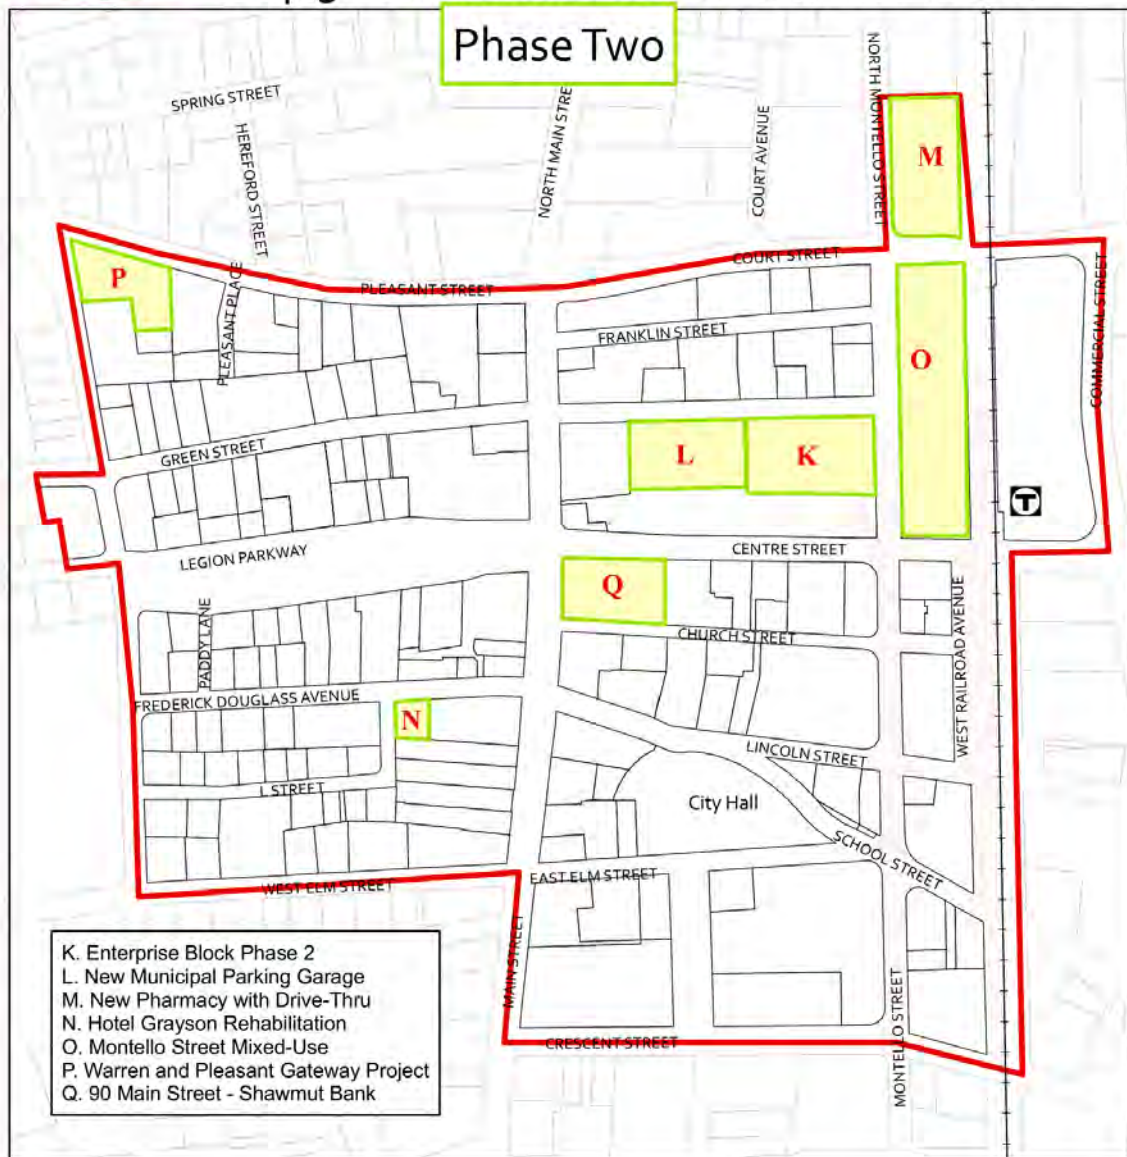 Phase Two
SPRING STREET
HEREFORD STREET
NORTH MAIN STRE
COURT AVENUE
NORTH MONTELLO STREET
M
COURT STREET
P
PLEASANT PLACE
PLEASANT STREET
FRANKLIN STREET
O
COMMERCIAL STREET
GREEN STREET
L
K
T
LEGION PARKWAY
CENTRE STREET
Q
PADDY LANE
CHURCH STREET
WEST RAILROAD AVENUE
FREDERICK DOUGLASS AVENUE
N
LINCOLN STREET
L STREET
City Hall
SCHOOL STREET
WEST ELM STREET
EAST ELM STREET
MAIN STREET
MONTELLO STREET
CRESCENT STREET
K. Enterprise Block Phase 2
L. New Municipal Parking Garage
M. New Pharmacy with Drive-Thru
N. Hotel Grayson Rehabilitation
O. Montello Street Mixed-Use
P. Warren and Pleasant Gateway Project
Q. 90 Main Street - Shawmut Bank